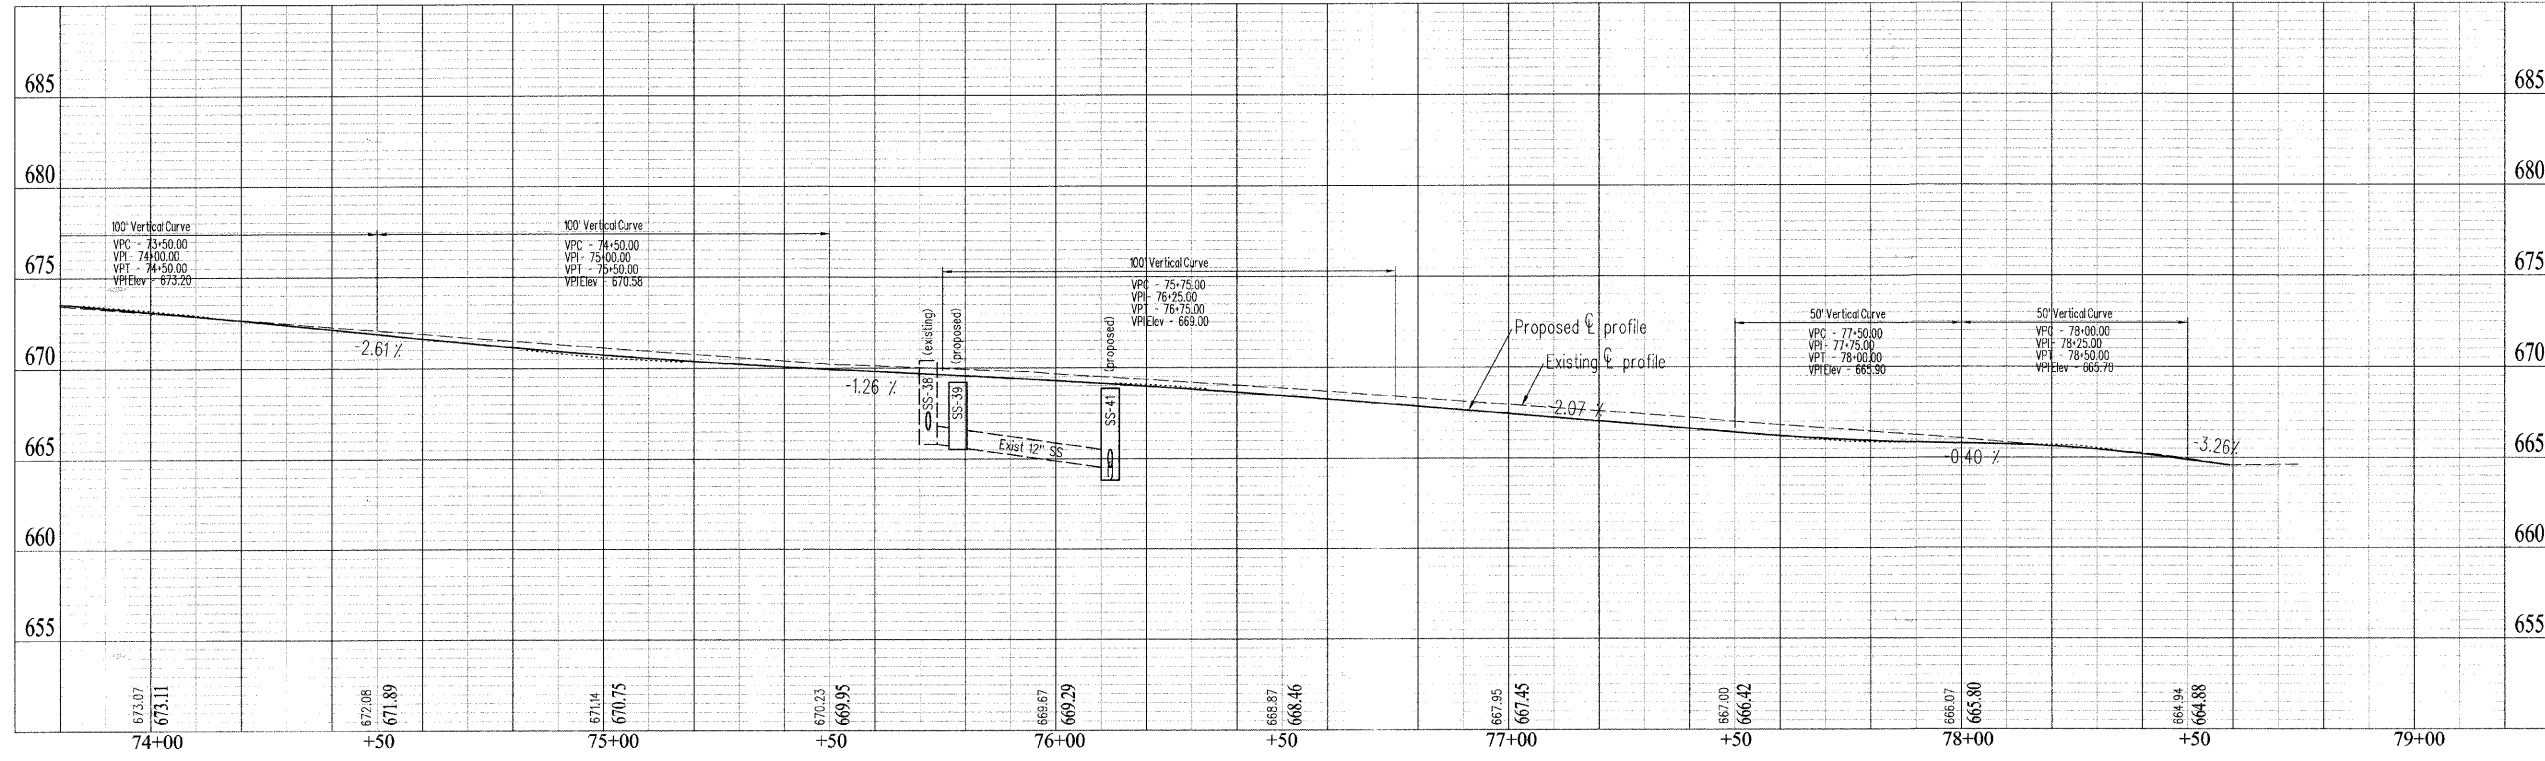 685
685
680
680
675
675
670
670
665
665
660
660
655
655
100' Vertical Curve
VPC - 73+50.00
VPI - 74+00.00
VPT - 74+50.00
VPI Elev - 673.20
100' Vertical Curve
VPC - 74+50.00
VPI - 75+00.00
VPT - 75+50.00
VPI Elev - 670.58
100' Vertical Curve
VPC - 75+75.00
VPI - 76+25.00
VPT - 76+75.00
VPI Elev - 669.00
50' Vertical Curve
VPC - 77+50.00
VPI - 77+75.00
VPT - 78+00.00
VPI Elev - 665.90
50' Vertical Curve
VPC - 78+00.00
VPI - 78+25.00
VPT - 78+50.00
VPI Elev - 665.70
-2.61 %
-1.26 %
SS-38 (existing)
SS-39 (proposed)
SS-41 (proposed)
Exist 12" SS
Proposed ℄ profile
Existing ℄ profile
-2.07 %
-0.40 %
-3.26%
673.07
673.11
672.08
671.89
671.14
670.75
670.23
669.95
669.67
669.29
668.87
668.46
667.95
667.45
667.00
666.42
666.07
665.80
664.94
664.88
74+00
+50
75+00
+50
76+00
+50
77+00
+50
78+00
+50
79+00